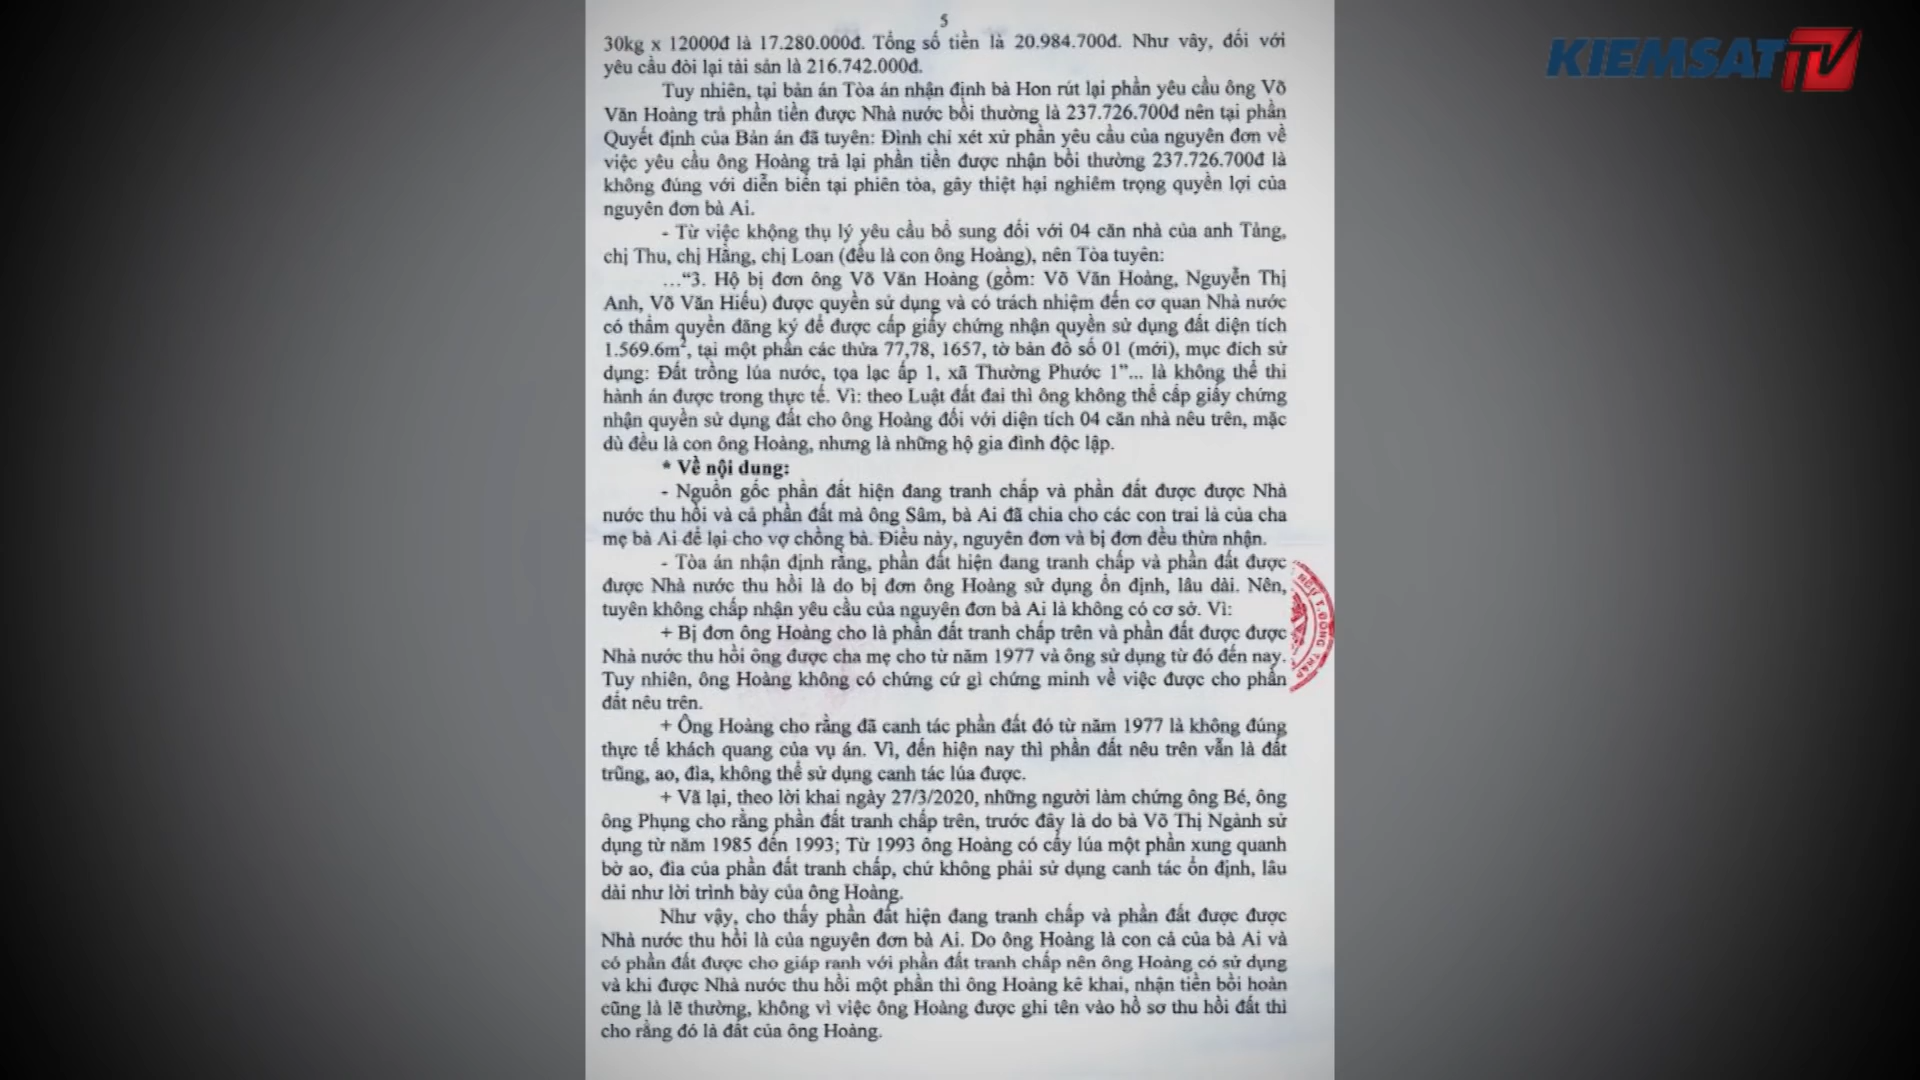 5
KIEMSAT TV
30kg x 12000đ là 17.280.000đ. Tổng số tiền là 20.984.700đ. Như vây, đối với
yêu cầu đòi lại tài sản là 216.742.000đ.
Tuy nhiên, tại bản án Tòa án nhận định bà Hon rút lại phần yêu cầu ông Võ
Văn Hoàng trả phần tiền được Nhà nước bồi thường là 237.726.700đ nên tại phần
Quyết định của Bản án đã tuyên: Đình chỉ xét xử phần yêu cầu của nguyên đơn về
việc yêu cầu ông Hoàng trả lại phần tiền được nhận bồi thường 237.726.700đ là
không đúng với diễn biến tại phiên tòa, gây thiệt hại nghiêm trọng quyền lợi của
nguyên đơn bà Ai.
- Từ việc không thụ lý yêu cầu bổ sung đối với 04 căn nhà của anh Tảng,
chị Thu, chị Hằng, chị Loan (đều là con ông Hoàng), nên Tòa tuyên:
…“3. Hộ bị đơn ông Võ Văn Hoàng (gồm: Võ Văn Hoàng, Nguyễn Thị
Anh, Võ Văn Hiếu) được quyền sử dụng và có trách nhiệm đến cơ quan Nhà nước
có thẩm quyền đăng ký để được cấp giấy chứng nhận quyền sử dụng đất diện tích
1.569.6m², tại một phần các thửa 77,78, 1657, tờ bản đồ số 01 (mới), mục đích sử
dụng: Đất trồng lúa nước, tọa lạc ấp 1, xã Thường Phước 1”... là không thể thi
hành án được trong thực tế. Vì: theo Luật đất đai thì ông không thể cấp giấy chứng
nhận quyền sử dụng đất cho ông Hoàng đối với diện tích 04 căn nhà nêu trên, mặc
dù đều là con ông Hoàng, nhưng là những hộ gia đình độc lập.
* Về nội dung:
- Nguồn gốc phần đất hiện đang tranh chấp và phần đất được được Nhà
nước thu hồi và cả phần đất mà ông Sâm, bà Ai đã chia cho các con trai là của cha
mẹ bà Ai để lại cho vợ chồng bà. Điều này, nguyên đơn và bị đơn đều thừa nhận.
- Tòa án nhận định rằng, phần đất hiện đang tranh chấp và phần đất được
được Nhà nước thu hồi là do bị đơn ông Hoàng sử dụng ổn định, lâu dài. Nên,
tuyên không chấp nhận yêu cầu của nguyên đơn bà Ai là không có cơ sở. Vì:
+ Bị đơn ông Hoàng cho là phần đất tranh chấp trên và phần đất được được
Nhà nước thu hồi ông được cha mẹ cho từ năm 1977 và ông sử dụng từ đó đến nay.
Tuy nhiên, ông Hoàng không có chứng cứ gì chứng minh về việc được cho phần
đất nêu trên.
+ Ông Hoàng cho rằng đã canh tác phần đất đó từ năm 1977 là không đúng
thực tế khách quan của vụ án. Vì, đến hiện nay thì phần đất nêu trên vẫn là đất
trũng, ao, đìa, không thể sử dụng canh tác lúa được.
+ Vã lại, theo lời khai ngày 27/3/2020, những người làm chứng ông Bé, ông
ông Phụng cho rằng phần đất tranh chấp trên, trước đây là do bà Võ Thị Ngành sử
dụng từ năm 1985 đến 1993; Từ 1993 ông Hoàng có cấy lúa một phần xung quanh
bờ ao, đìa của phần đất tranh chấp, chứ không phải sử dụng canh tác ổn định, lâu
dài như lời trình bày của ông Hoàng.
Như vậy, cho thấy phần đất hiện đang tranh chấp và phần đất được được
Nhà nước thu hồi là của nguyên đơn bà Ai. Do ông Hoàng là con cả của bà Ai và
có phần đất được cho giáp ranh với phần đất tranh chấp nên ông Hoàng có sử dụng
và khi được Nhà nước thu hồi một phần thì ông Hoàng kê khai, nhận tiền bồi hoàn
cũng là lẽ thường, không vì việc ông Hoàng được ghi tên vào hồ sơ thu hồi đất thì
cho rằng đó là đất của ông Hoàng.
T.ĐỒNG THÁP